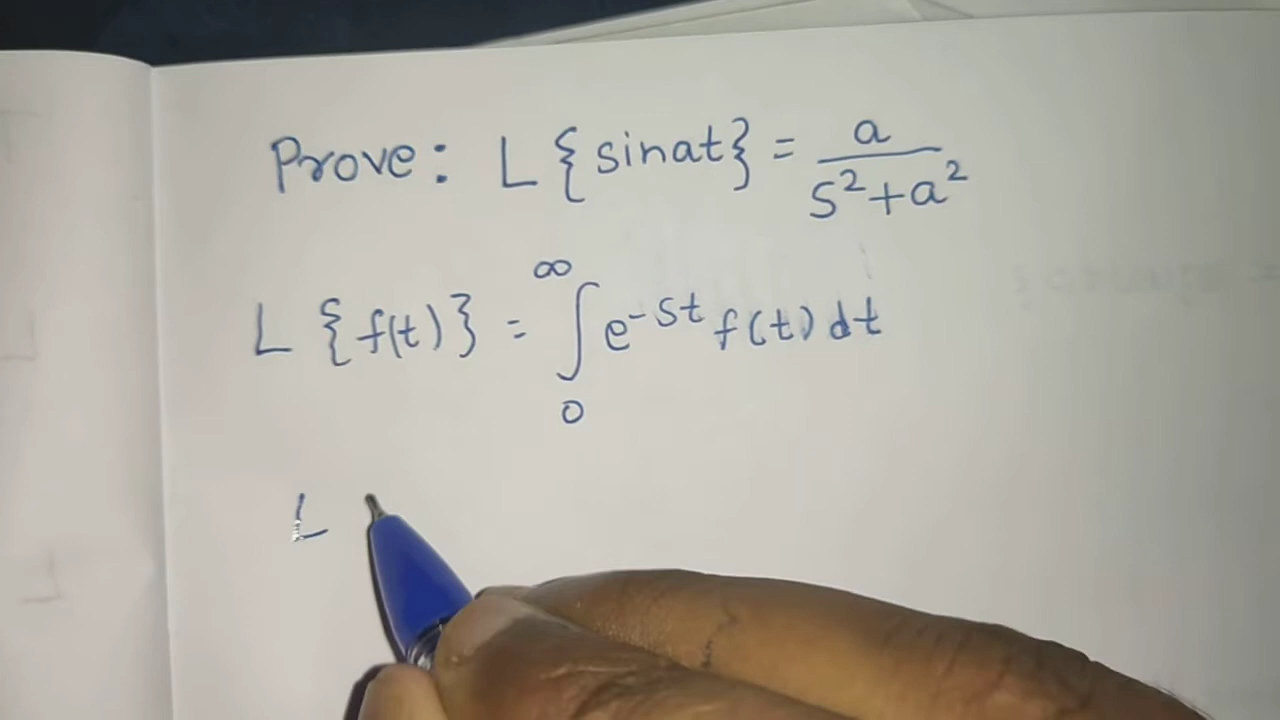 Prove: L{sinat} = a/(s²+a²)
L {f(t)} = ∫₀^∞ e^(-st) f(t) dt
L